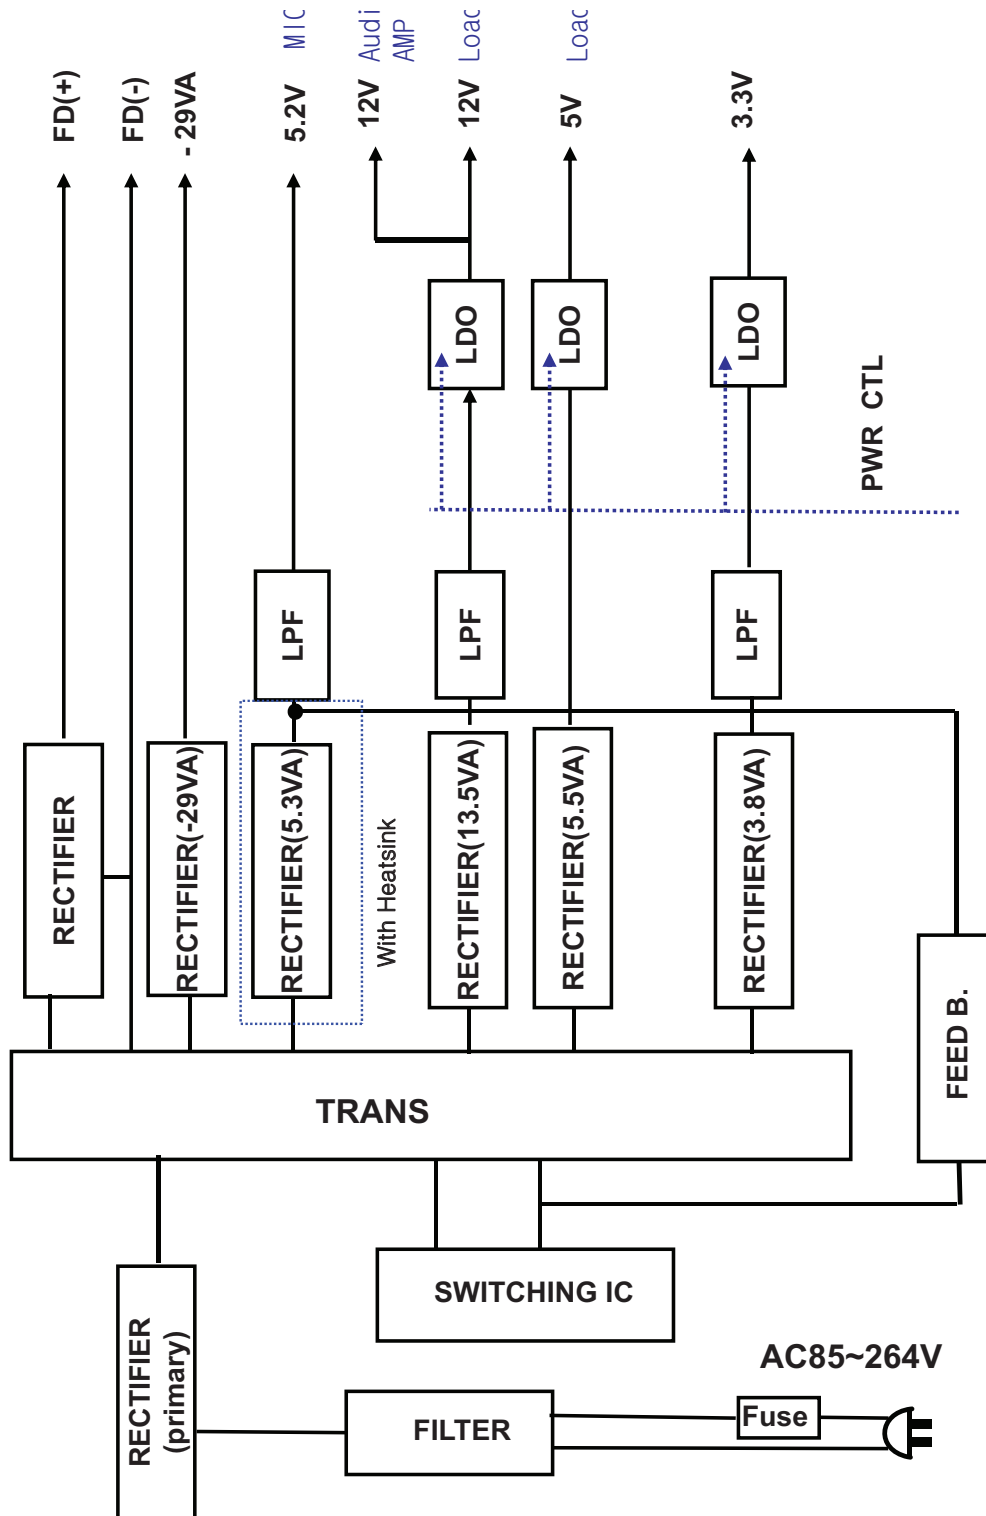 FD(+)
FD(-)
- 29VA
5.2V
MIC
12V
AMP
12V
5V
3.3V
LDO
LDO
LDO
PWR CTL
LPF
LPF
LPF
RECTIFIER
RECTIFIER(-29VA)
RECTIFIER(5.3VA)
With Heatsink
RECTIFIER(13.5VA)
RECTIFIER(5.5VA)
RECTIFIER(3.8VA)
FEED B.
TRANS
SWITCHING IC
RECTIFIER
(primary)
FILTER
Fuse
AC85~264V